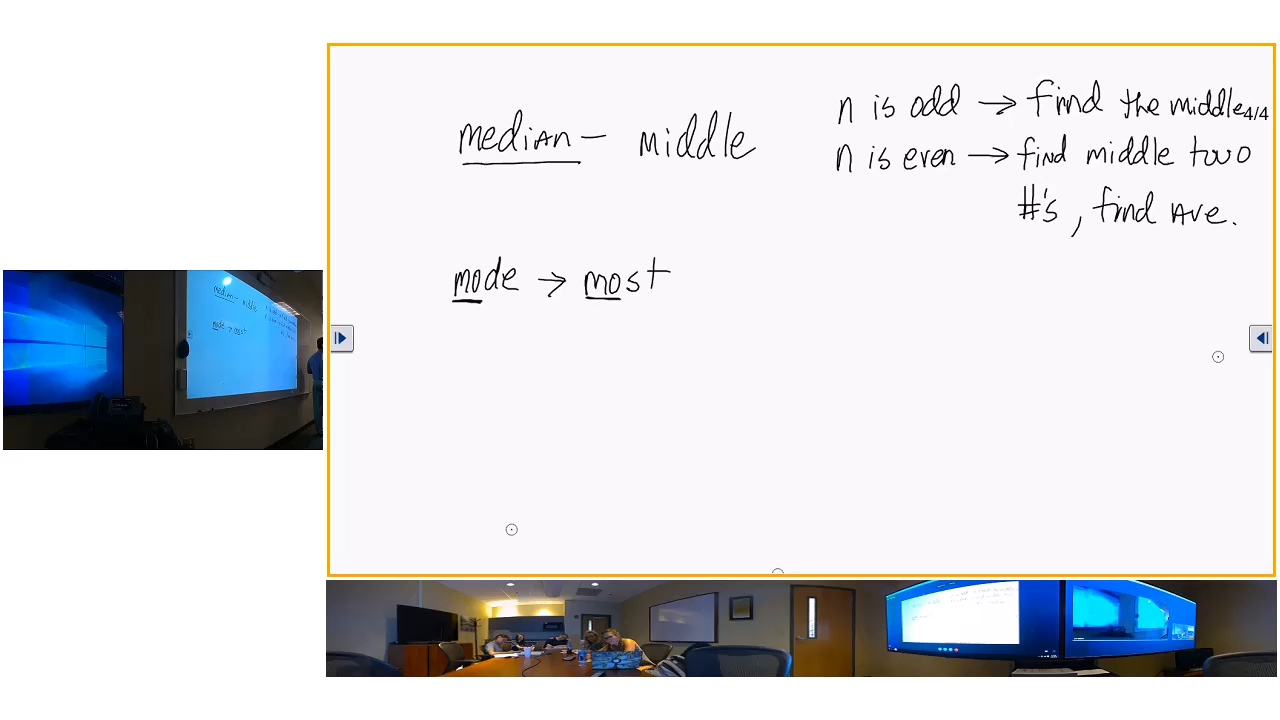 median – middle
n is odd → find the middle
4/4
n is even → find middle two
#'s, find Ave.
mode → most